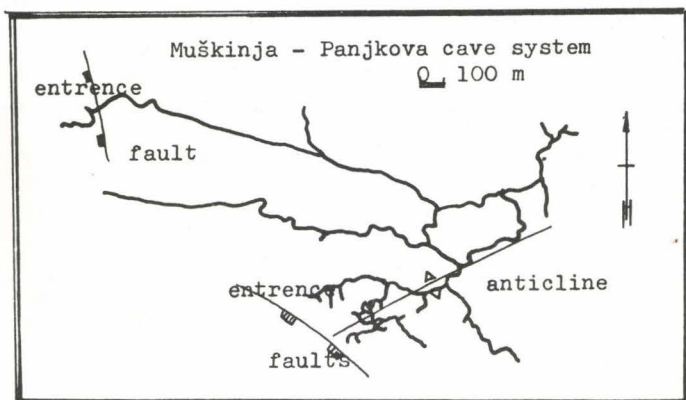 Muškinja - Panjkova cave system
0 100 m
entrence
fault
entrence
anticline
faults